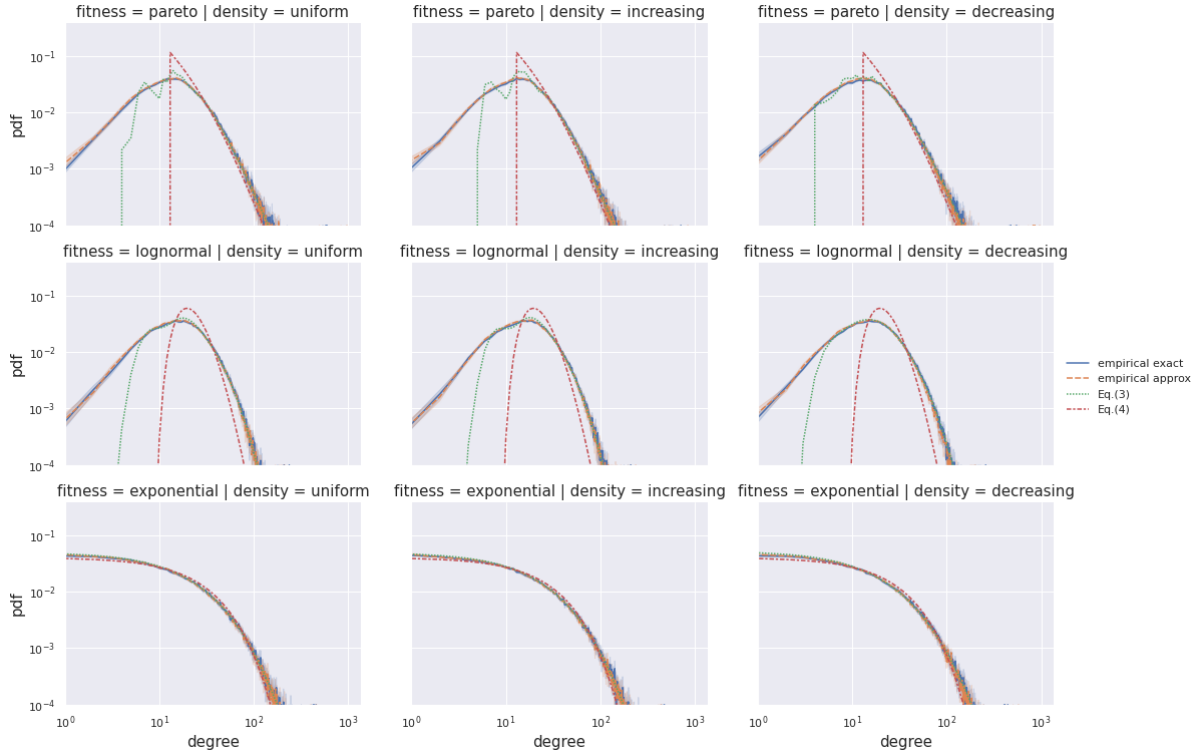 fitness = pareto | density = uniform
fitness = pareto | density = increasing
fitness = pareto | density = decreasing
10⁻¹
10⁻²
10⁻³
10⁻⁴
pdf
fitness = lognormal | density = uniform
fitness = lognormal | density = increasing
fitness = lognormal | density = decreasing
10⁻¹
10⁻²
10⁻³
10⁻⁴
pdf
empirical exact
empirical approx
Eq.(3)
Eq.(4)
fitness = exponential | density = uniform
fitness = exponential | density = increasing
fitness = exponential | density = decreasing
10⁻¹
10⁻²
10⁻³
10⁻⁴
pdf
10⁰ 10¹ 10² 10³
10⁰ 10¹ 10² 10³
10⁰ 10¹ 10² 10³
degree
degree
degree